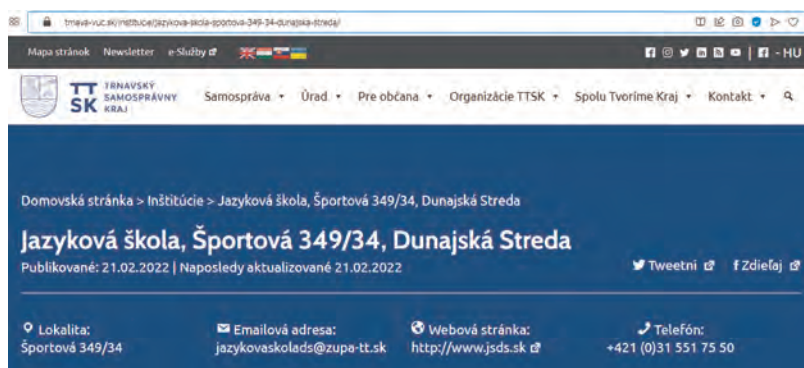 trnava-vuc.sk/instituce/jazykova-skola-sportova-349-34-dunajska-streda/
Mapa stránok Newsletter e-Služby - HU
TT SK TRNAVSKÝ SAMOSPRÁVNY KRAJ
Samospráva Úrad Pre občana Organizácie TTSK Spolu Tvoríme Kraj Kontakt
Domovská stránka > Inštitúcie > Jazyková škola, Športová 349/34, Dunajská Streda
Jazyková škola, Športová 349/34, Dunajská Streda
Publikované: 21.02.2022 | Naposledy aktualizované 21.02.2022 Tweetni Zdieľaj
Lokalita: Emailová adresa: Webová stránka: Telefón:
Športová 349/34 jazykovaskolads@zupa-tt.sk http://www.jsds.sk +421 (0)31 551 75 50